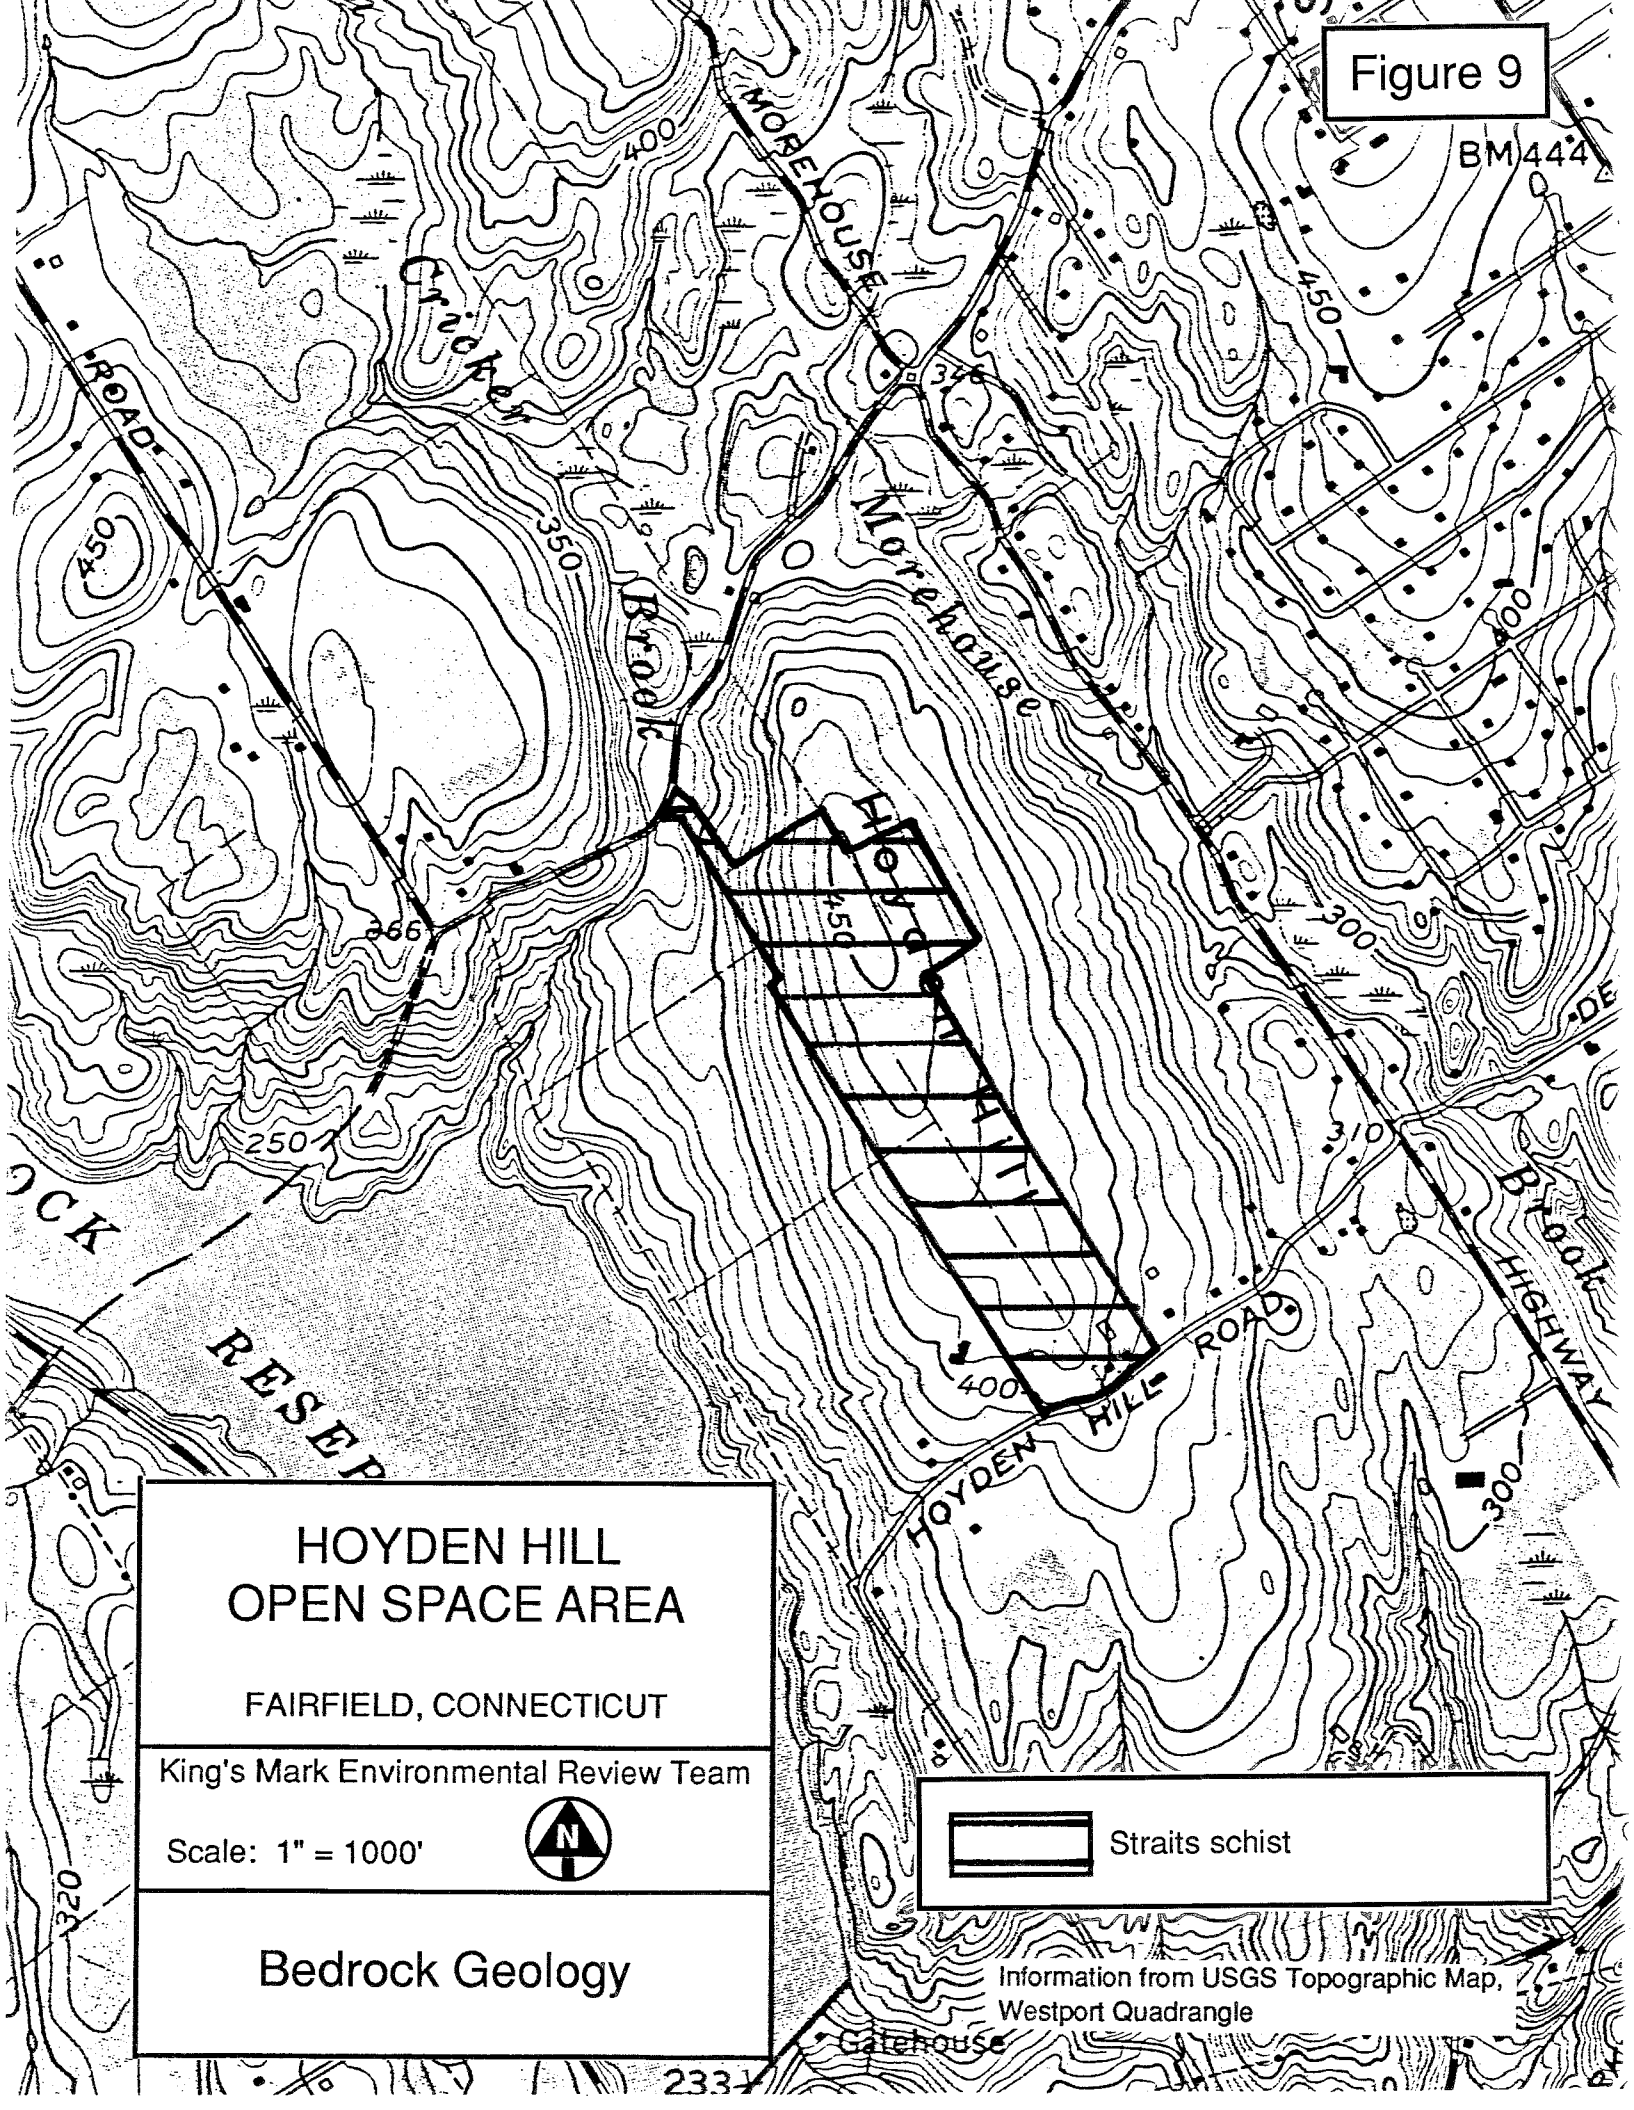 Figure 9
BM 444
MOREHOUSE
400
Cricker
450
346
ROAD
450
350
Morehouse
Brook
400
Hoyden Hill
450
300
366
DE
310
250
OCK
Brook
HIGHWAY
RESER
ROAD
400
HILL
HOYDEN
300
HOYDEN HILL
OPEN SPACE AREA
FAIRFIELD, CONNECTICUT
King's Mark Environmental Review Team
Scale: 1" = 1000'
N
Straits schist
320
Bedrock Geology
Information from USGS Topographic Map,
Westport Quadrangle
Gatehouse
233